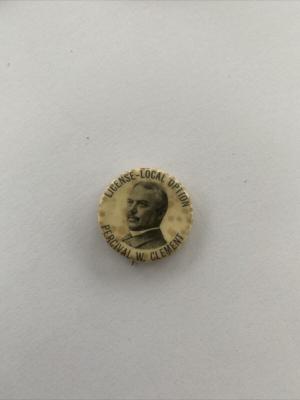 LICENSE-LOCAL OPTION
PERCIVAL W. CLEMENT